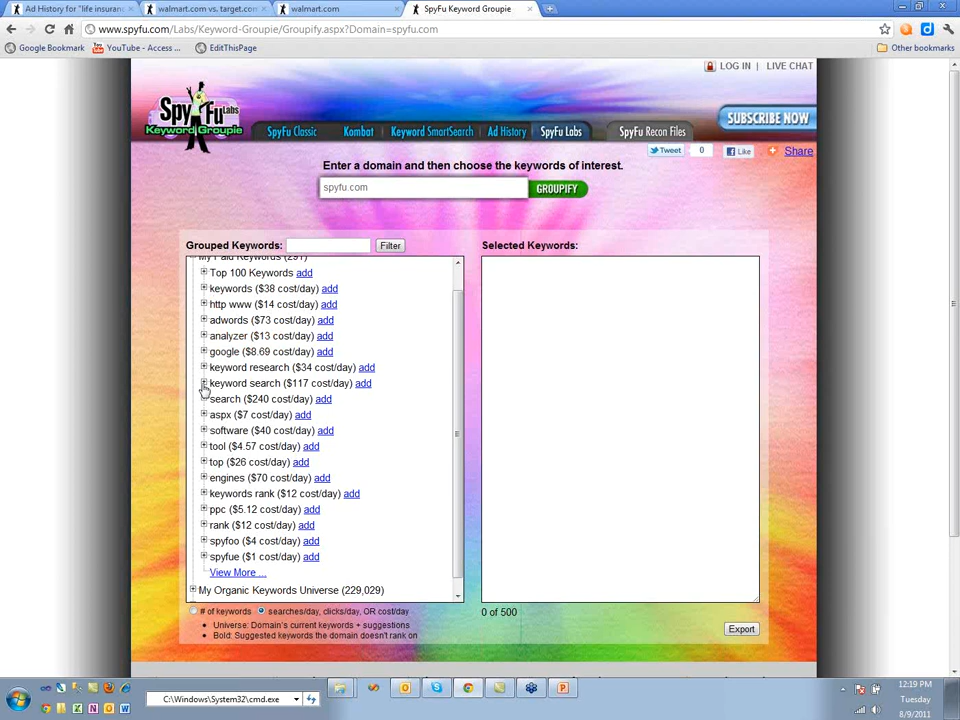 Ad History for "life insuranc
walmart.com vs. target.com
walmart.com
SpyFu Keyword Groupie
www.spyfu.com/Labs/Keyword-Groupie/Groupify.aspx?Domain=spyfu.com
Google Bookmark
YouTube - Access ...
EditThisPage
Other bookmarks
LOG IN | LIVE CHAT
SpyFu Labs
Keyword Groupie
SUBSCRIBE NOW
SpyFu Classic
Kombat
Keyword SmartSearch
Ad History
SpyFu Labs
SpyFu Recon Files
Tweet 0
Like
Share
Enter a domain and then choose the keywords of interest.
spyfu.com
GROUPIFY
Grouped Keywords:
Filter
Selected Keywords:
My Paid Keywords (291)
Top 100 Keywords add
keywords ($38 cost/day) add
http www ($14 cost/day) add
adwords ($73 cost/day) add
analyzer ($13 cost/day) add
google ($8.69 cost/day) add
keyword research ($34 cost/day) add
keyword search ($117 cost/day) add
search ($240 cost/day) add
aspx ($7 cost/day) add
software ($40 cost/day) add
tool ($4.57 cost/day) add
top ($26 cost/day) add
engines ($70 cost/day) add
keywords rank ($12 cost/day) add
ppc ($5.12 cost/day) add
rank ($12 cost/day) add
spyfoo ($4 cost/day) add
spyfue ($1 cost/day) add
View More ...
My Organic Keywords Universe (229,029)
# of keywords searches/day, clicks/day, OR cost/day
Universe: Domain's current keywords + suggestions
Bold: Suggested keywords the domain doesn't rank on
0 of 500
Export
C:\Windows\System32\cmd.exe
12:19 PM
Tuesday
8/9/2011